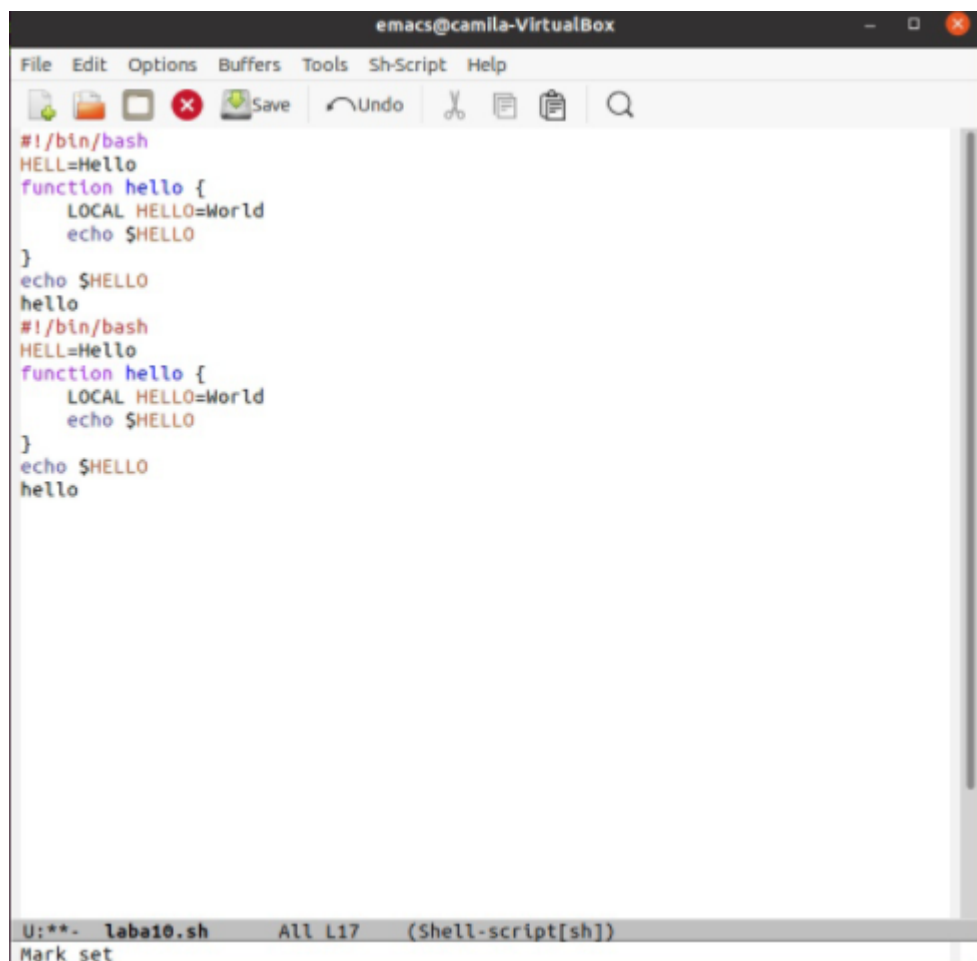 emacs@camila-VirtualBox
File Edit Options Buffers Tools Sh-Script Help
Save Undo
#!/bin/bash
HELL=Hello
function hello {
    LOCAL HELLO=World
    echo $HELLO
}
echo $HELLO
hello
#!/bin/bash
HELL=Hello
function hello {
    LOCAL HELLO=World
    echo $HELLO
}
echo $HELLO
hello
U:**- laba10.sh All L17 (Shell-script[sh])
Mark set